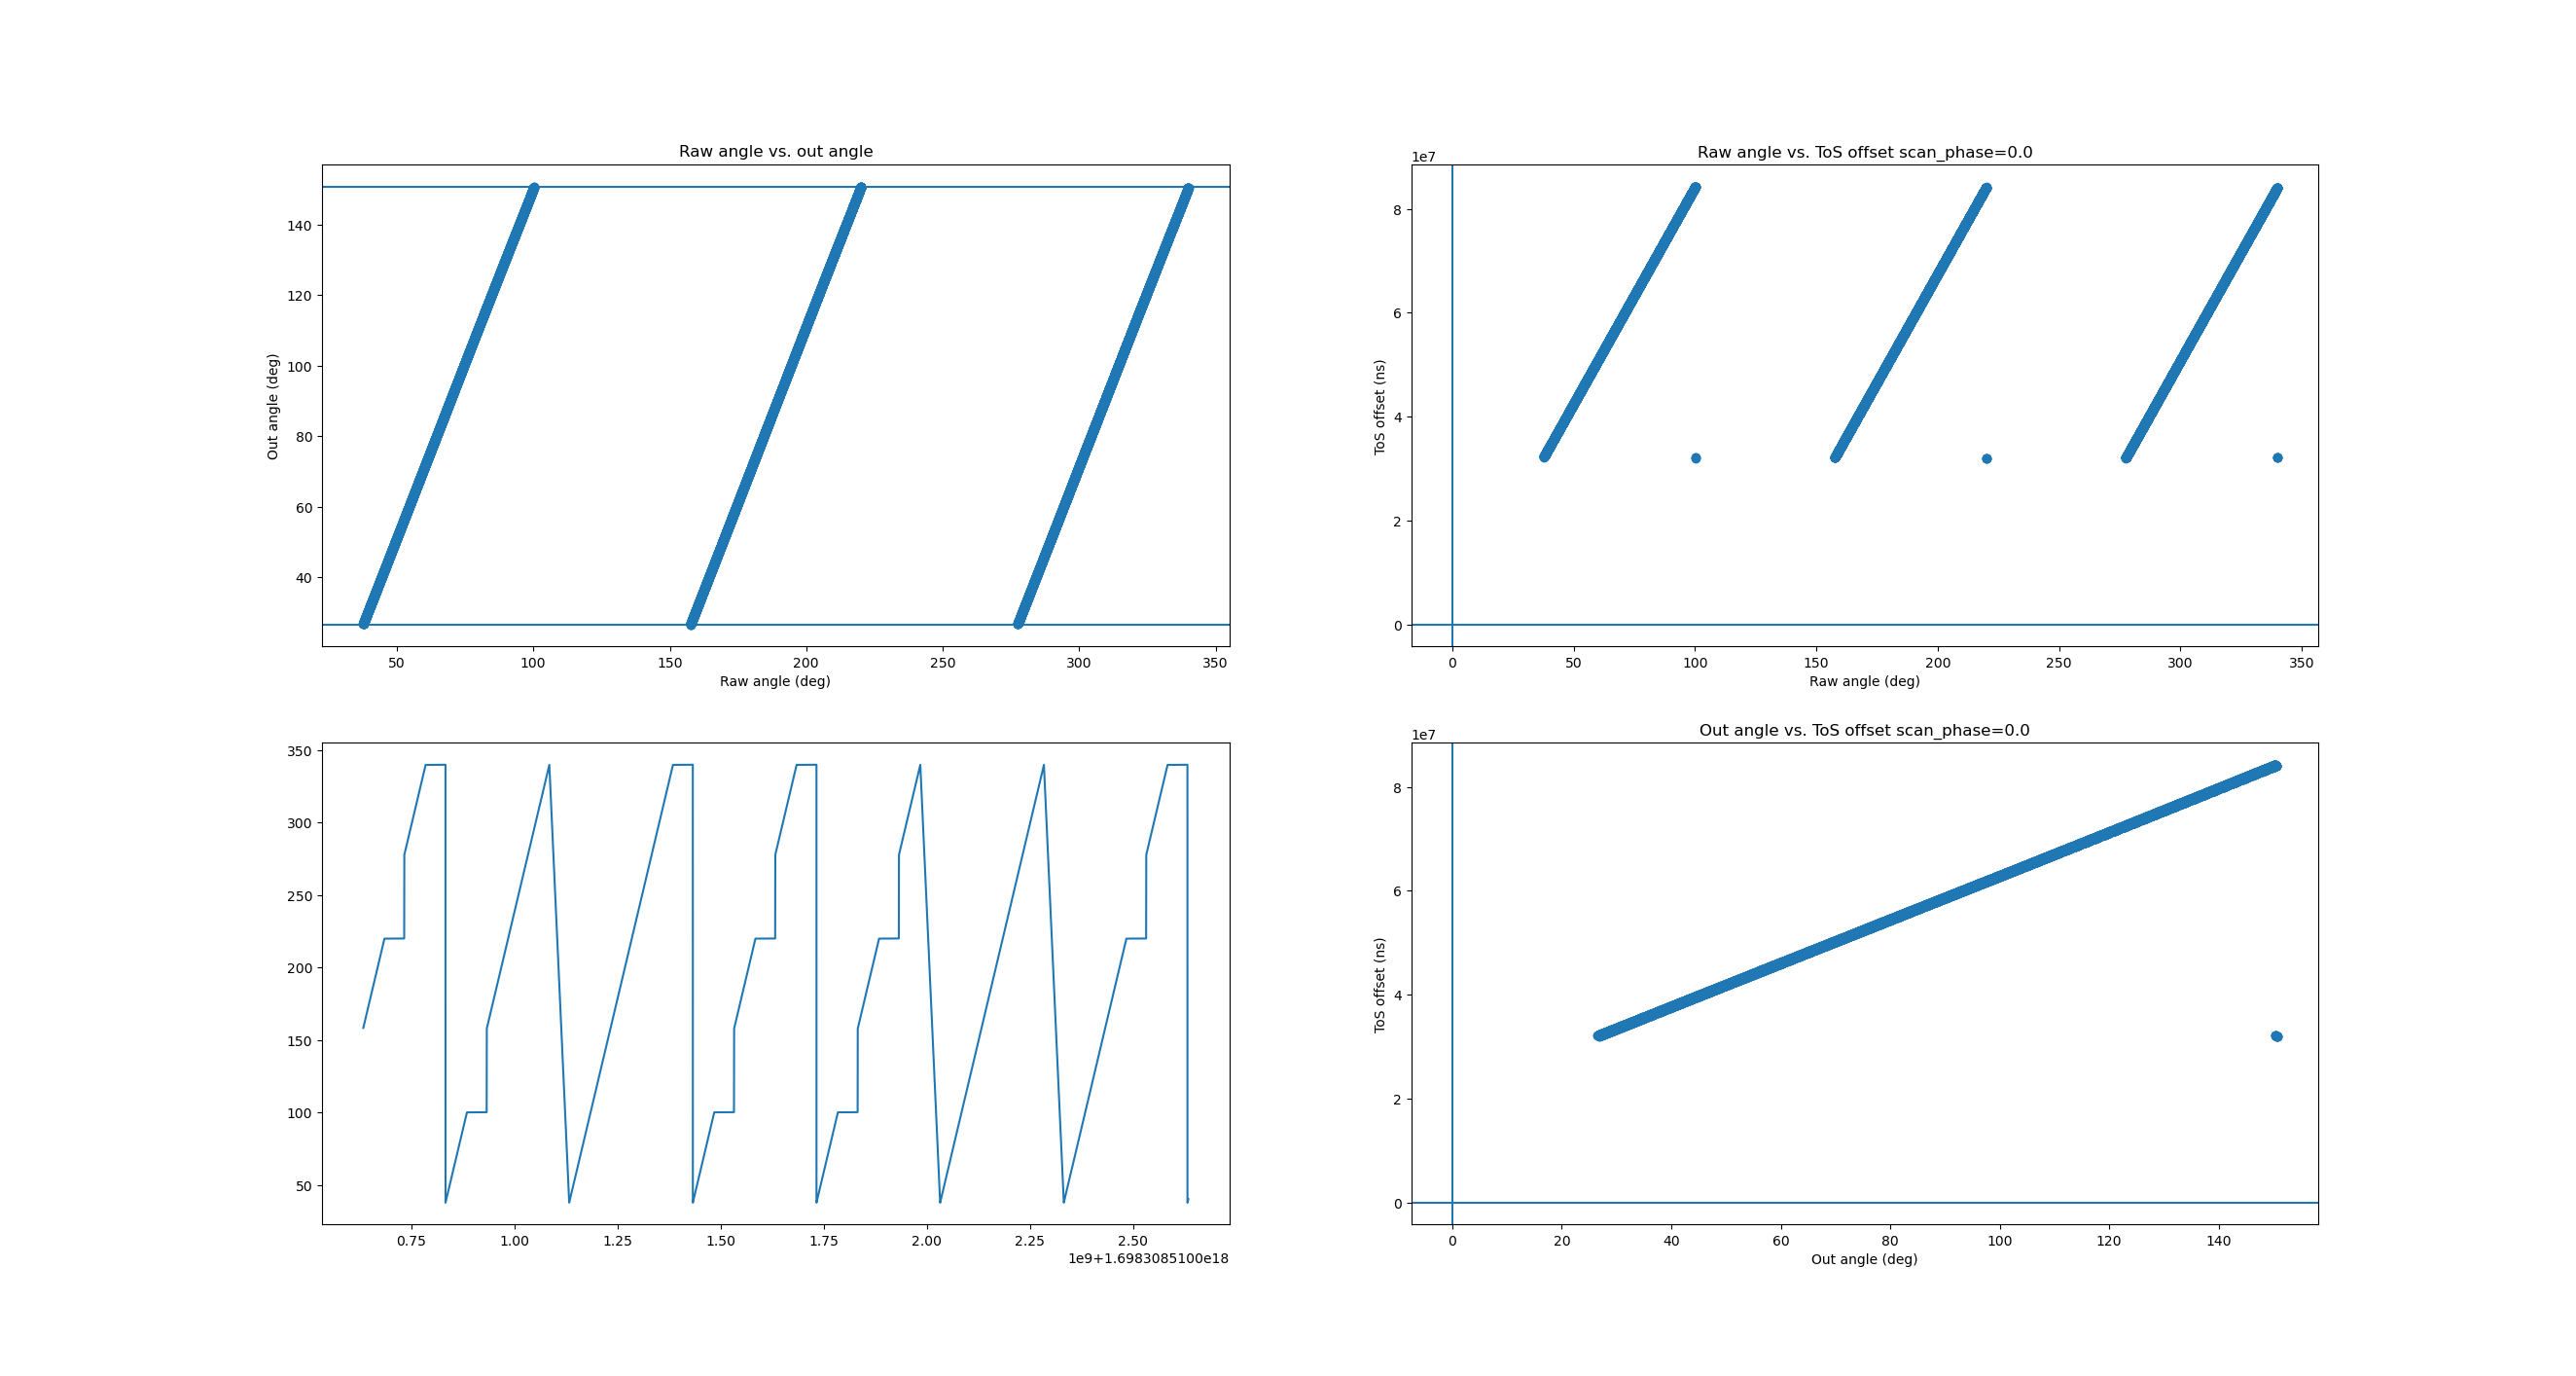 Raw angle vs. out angle
Out angle (deg)
140
120
100
80
60
40
50 100 150 200 250 300 350
Raw angle (deg)
Raw angle vs. ToS offset scan_phase=0.0
1e7
ToS offset (ns)
8
6
4
2
0
0 50 100 150 200 250 300 350
Raw angle (deg)
350
300
250
200
150
100
50
0.75 1.00 1.25 1.50 1.75 2.00 2.25 2.50
1e9+1.6983085100e18
Out angle vs. ToS offset scan_phase=0.0
1e7
ToS offset (ns)
8
6
4
2
0
0 20 40 60 80 100 120 140
Out angle (deg)